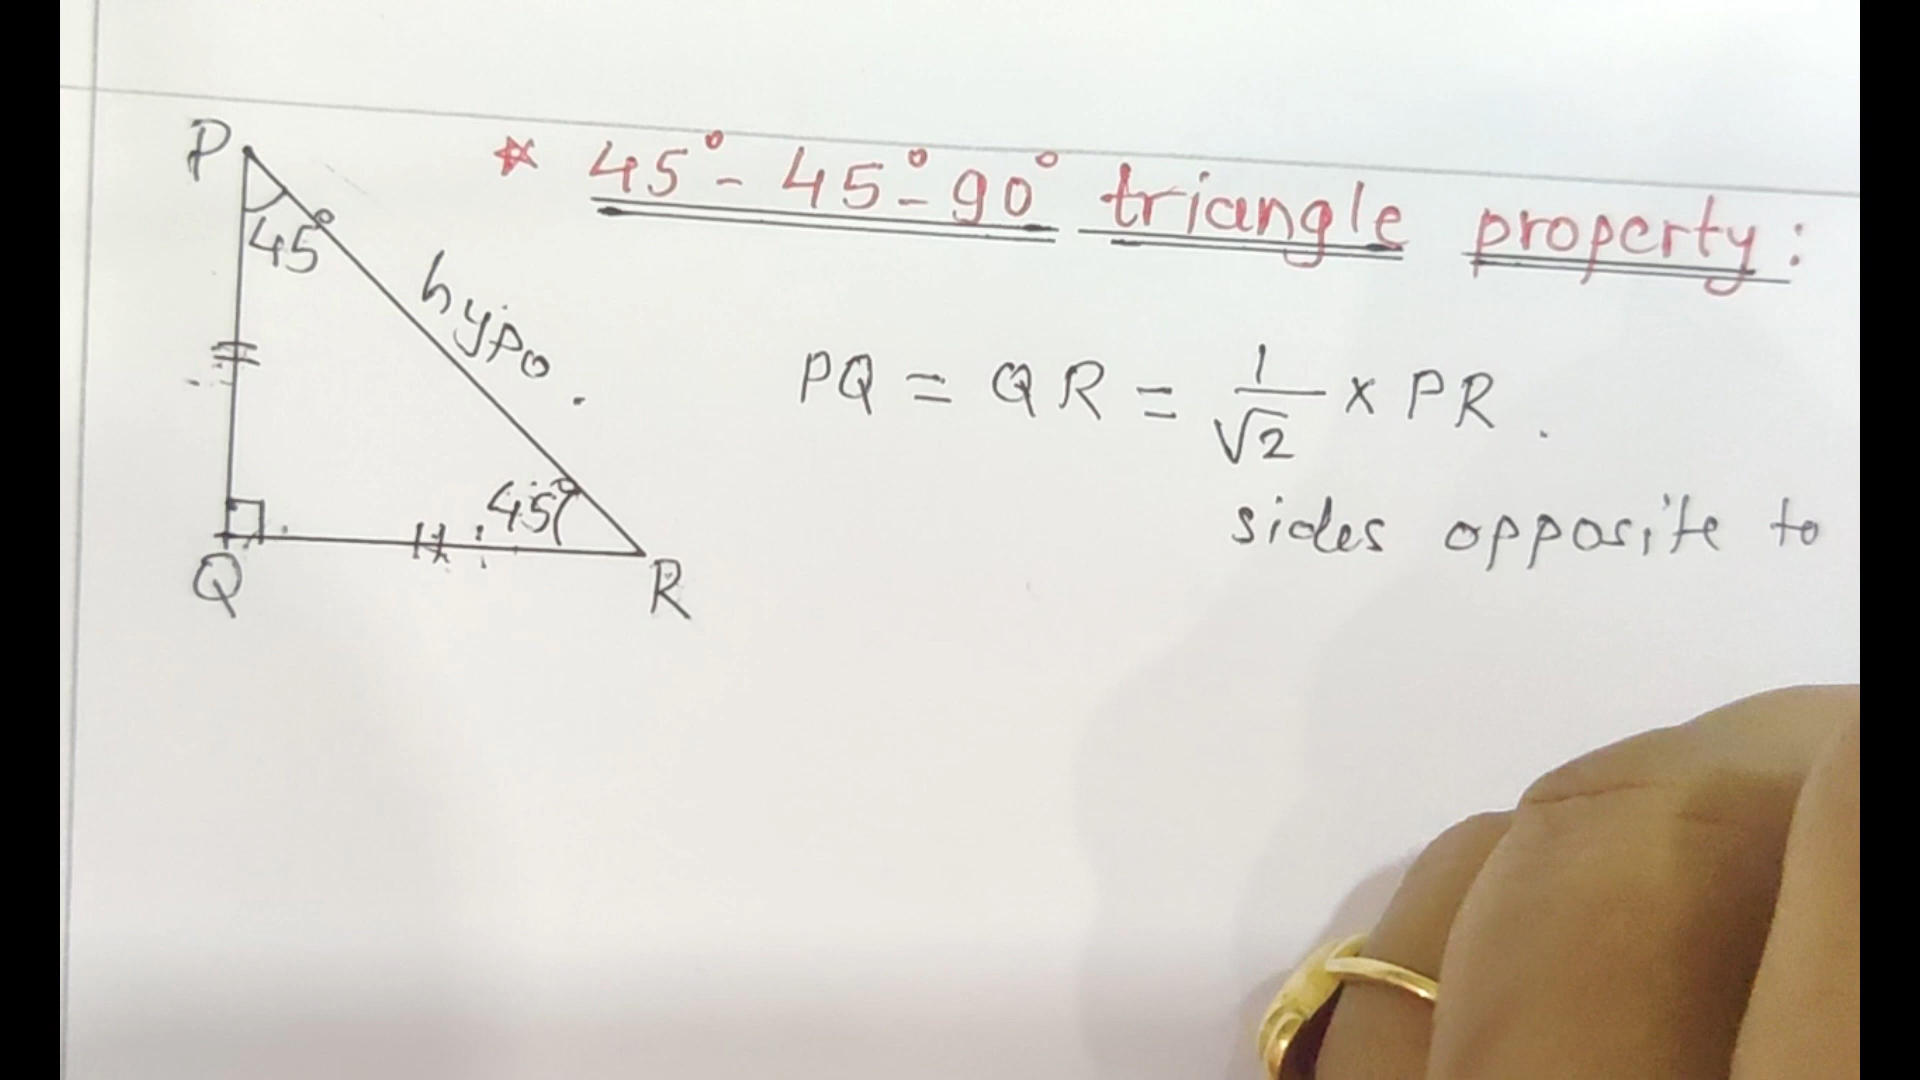 P
* 45° - 45° - 90° triangle property:
45°
hypo.
PQ = QR = 1/√2 × PR.
45°
sides opposite to
Q
R